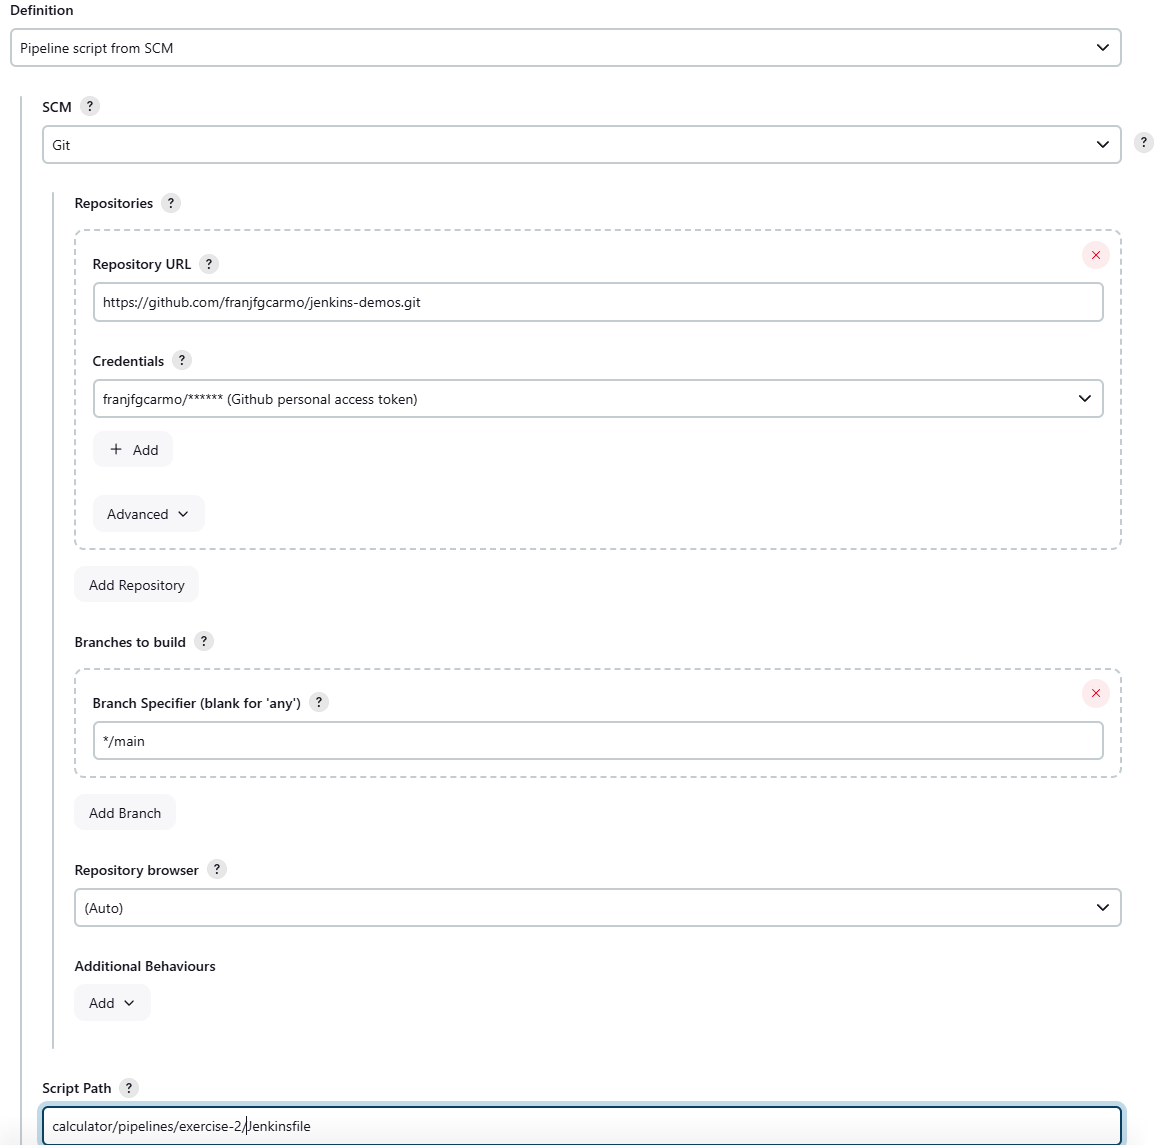 Definition
Pipeline script from SCM
SCM ?
Git
?
Repositories ?
Repository URL ?
https://github.com/franjfgcarmo/jenkins-demos.git
Credentials ?
franjfgcarmo/****** (Github personal access token)
+ Add
Advanced
Add Repository
Branches to build ?
Branch Specifier (blank for 'any') ?
*/main
Add Branch
Repository browser ?
(Auto)
Additional Behaviours
Add
Script Path ?
calculator/pipelines/exercise-2/Jenkinsfile